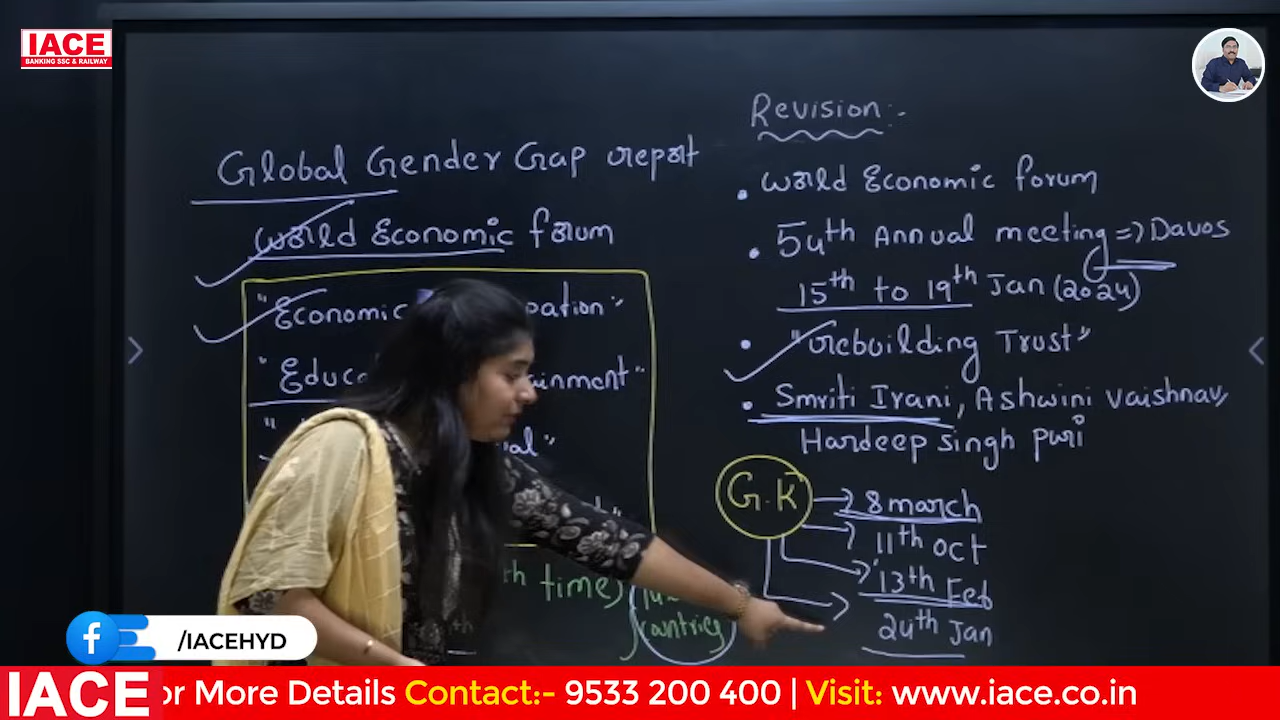 IACE
BANKING SSC & RAILWAY
Global Gender Gap report
World Economic forum
"Economic pation"
"Educa ainment"
al"
th time)
countries
Revision:-
• World Economic forum
• 54th Annual meeting => Davos
15th to 19th Jan (2024)
• "rebuilding Trust"
• Smriti Irani, Ashwini Vaishnav,
Hardeep singh puri
G.K
8 march
11th oct
13th Feb
24th Jan
/IACEHYD
IACE or More Details Contact:- 9533 200 400 | Visit: www.iace.co.in